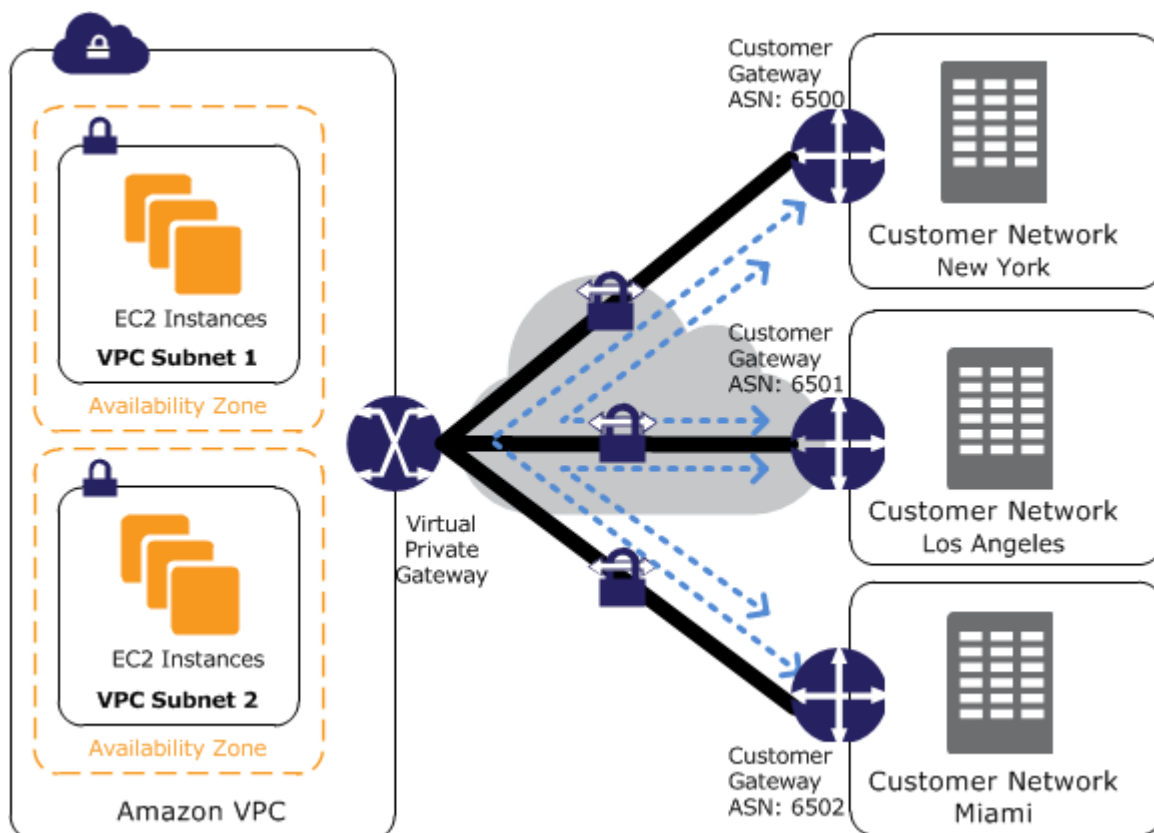 EC2 Instances
VPC Subnet 1
Availability Zone
EC2 Instances
VPC Subnet 2
Availability Zone
Amazon VPC
Virtual
Private
Gateway
Customer
Gateway
ASN: 6500
Customer Network
New York
Customer
Gateway
ASN: 6501
Customer Network
Los Angeles
Customer
Gateway
ASN: 6502
Customer Network
Miami